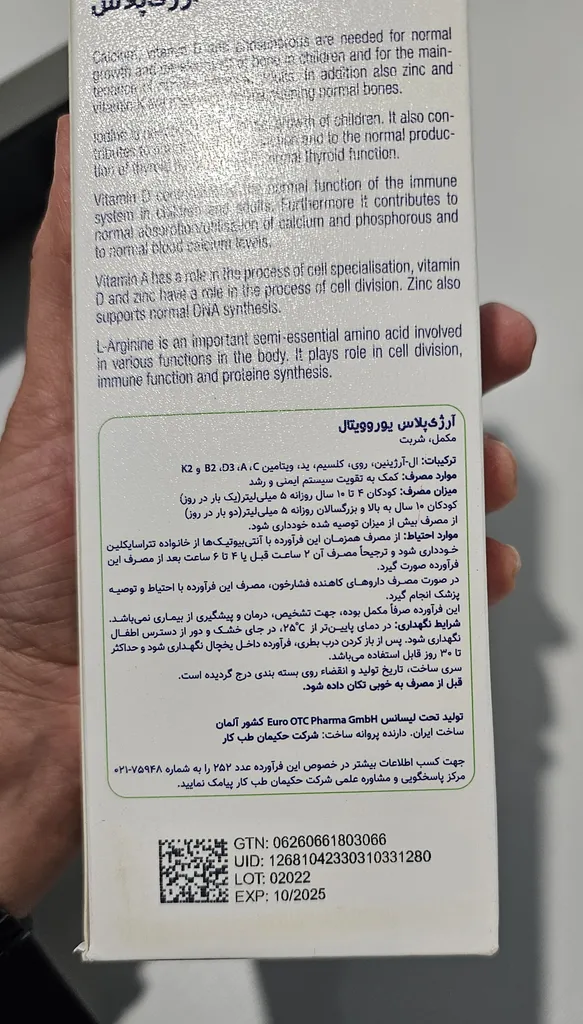 ارژی‌پلاس
Calcium, vitamin D and phosphorous are needed for normal
growth and development of bone in children and for the main-
tenance of normal bones in adults. In addition also zinc and
vitamin K normal bones.
Iodine growth of children. It also con-
tributes to and to the normal produc-
tion of thyroid normal thyroid function.
Vitamin D contributes to the normal function of the immune
system in children and adults. Furthermore it contributes to
normal absorption/utilisation of calcium and phosphorous and
to normal blood calcium levels.
Vitamin A has a role in the process of cell specialisation, vitamin
D and zinc have a role in the process of cell division. Zinc also
supports normal DNA synthesis.
L-Arginine is an important semi-essential amino acid involved
in various functions in the body. It plays role in cell division,
immune function and proteine synthesis.
آرژی‌پلاس یوروویتال
مکمل، شربت
ترکیبات: ال-آرژینین، روی، کلسیم، ید، ویتامین A، C، D3، B2 و K2
موارد مصرف: کمک به تقویت سیستم ایمنی و رشد
میزان مصرف: کودکان ۴ تا ۱۰ سال روزانه ۵ میلی‌لیتر(یک بار در روز)
کودکان ۱۰ سال به بالا و بزرگسالان روزانه ۵ میلی‌لیتر(دو بار در روز)
از مصرف بیش از میزان توصیه شده خودداری شود.
موارد احتیاط: از مصرف همزمان این فرآورده با آنتی‌بیوتیک‌ها از خانواده تتراسایکلین
خودداری شود و ترجیحاً مصرف آن ۲ ساعت قبل یا ۴ تا ۶ ساعت بعد از مصرف این
فرآورده صورت گیرد.
در صورت مصرف داروهای کاهنده فشارخون، مصرف این فرآورده با احتیاط و توصیه
پزشک انجام گیرد.
این فرآورده صرفاً مکمل بوده، جهت تشخیص، درمان و پیشگیری از بیماری نمی‌باشد.
شرایط نگهداری: در دمای پایین‌تر از ۲۵°C، در جای خشک و دور از دسترس اطفال
نگهداری شود. پس از باز کردن درب بطری، فرآورده داخل یخچال نگهداری شود و حداکثر
تا ۳۰ روز قابل استفاده می‌باشد.
سری ساخت، تاریخ تولید و انقضاء روی بسته بندی درج گردیده است.
قبل از مصرف به خوبی تکان داده شود.
تولید تحت لیسانس Euro OTC Pharma GmbH کشور آلمان
ساخت ایران. دارنده پروانه ساخت: شرکت حکیمان طب کار
جهت کسب اطلاعات بیشتر در خصوص این فرآورده عدد ۲۵۲ را به شماره ۷۵۹۴۸-۰۲۱
مرکز پاسخگویی و مشاوره علمی شرکت حکیمان طب کار پیامک نمایید.
GTN: 06260661803066
UID: 12681042330310331280
LOT: 02022
EXP: 10/2025